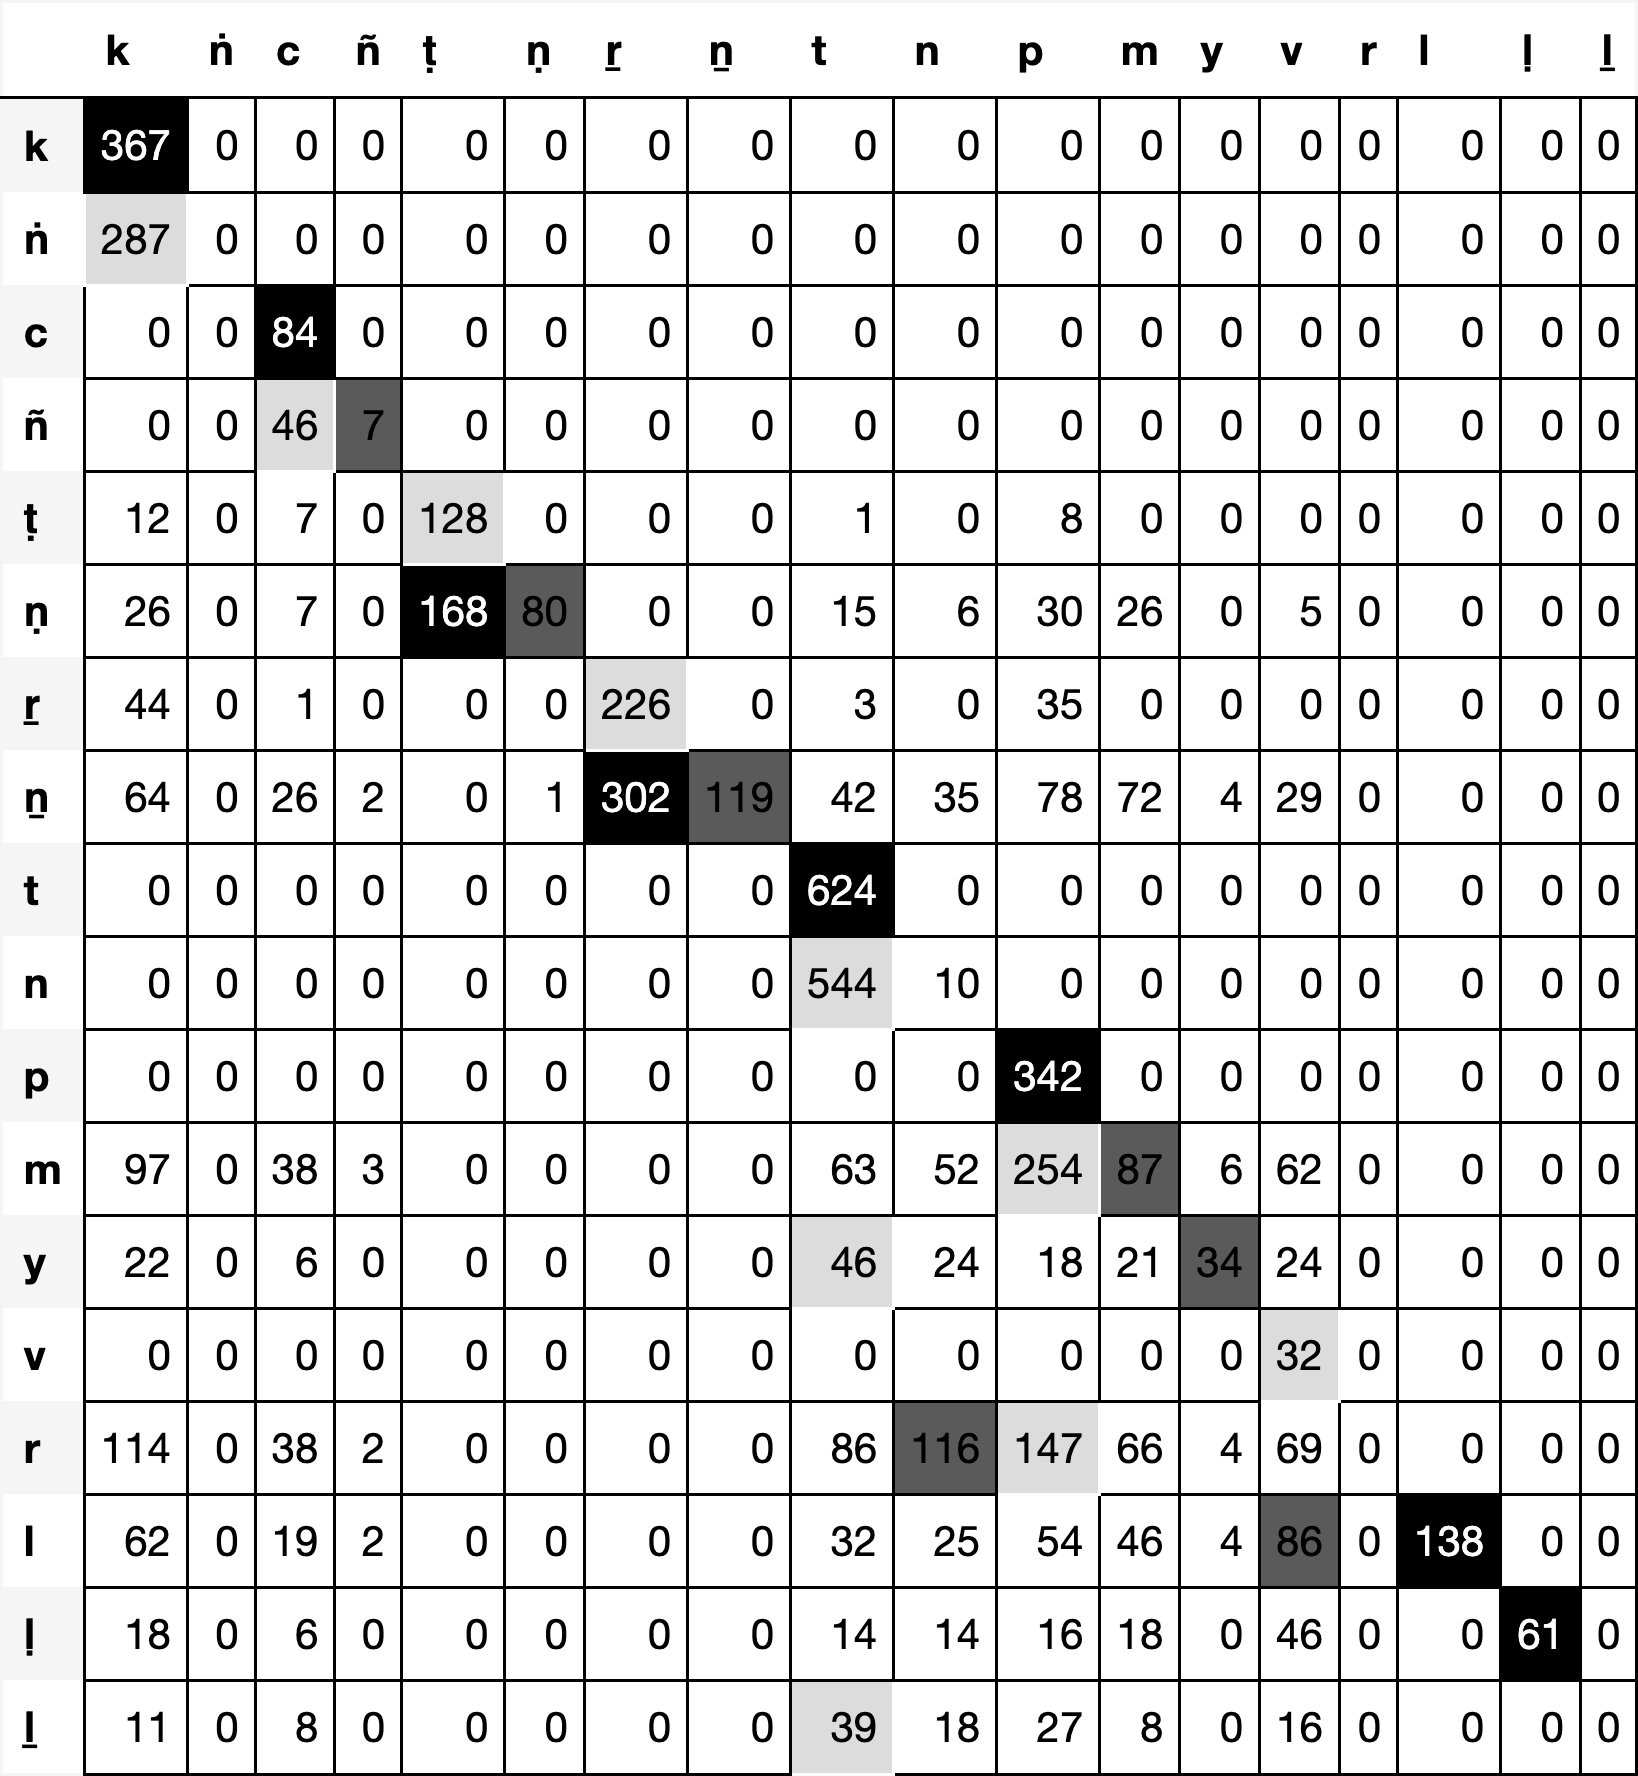 k ṅ c ñ ṭ ṇ ṟ ṉ t n p m y v r l ḷ ḻ
k 367 0 0 0 0 0 0 0 0 0 0 0 0 0 0 0 0 0
ṅ 287 0 0 0 0 0 0 0 0 0 0 0 0 0 0 0 0 0
c 0 0 84 0 0 0 0 0 0 0 0 0 0 0 0 0 0 0
ñ 0 0 46 7 0 0 0 0 0 0 0 0 0 0 0 0 0 0
ṭ 12 0 7 0 128 0 0 0 1 0 8 0 0 0 0 0 0 0
ṇ 26 0 7 0 168 80 0 0 15 6 30 26 0 5 0 0 0 0
ṟ 44 0 1 0 0 0 226 0 3 0 35 0 0 0 0 0 0 0
ṉ 64 0 26 2 0 1 302 119 42 35 78 72 4 29 0 0 0 0
t 0 0 0 0 0 0 0 0 624 0 0 0 0 0 0 0 0 0
n 0 0 0 0 0 0 0 0 544 10 0 0 0 0 0 0 0 0
p 0 0 0 0 0 0 0 0 0 0 342 0 0 0 0 0 0 0
m 97 0 38 3 0 0 0 0 63 52 254 87 6 62 0 0 0 0
y 22 0 6 0 0 0 0 0 46 24 18 21 34 24 0 0 0 0
v 0 0 0 0 0 0 0 0 0 0 0 0 0 32 0 0 0 0
r 114 0 38 2 0 0 0 0 86 116 147 66 4 69 0 0 0 0
l 62 0 19 2 0 0 0 0 32 25 54 46 4 86 0 138 0 0
ḷ 18 0 6 0 0 0 0 0 14 14 16 18 0 46 0 0 61 0
ḻ 11 0 8 0 0 0 0 0 39 18 27 8 0 16 0 0 0 0